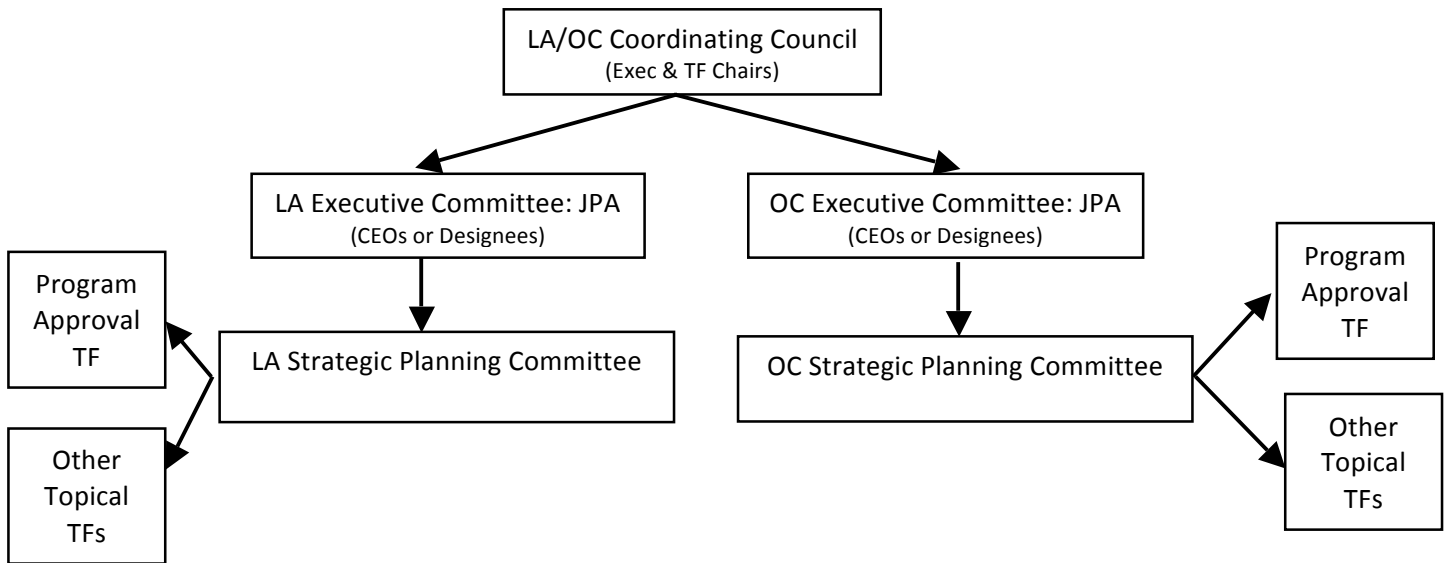 LA/OC Coordinating Council
(Exec & TF Chairs)
LA Executive Committee: JPA
(CEOs or Designees)
OC Executive Committee: JPA
(CEOs or Designees)
Program
Approval
TF
LA Strategic Planning Committee
OC Strategic Planning Committee
Program
Approval
TF
Other
Topical
TFs
Other
Topical
TFs